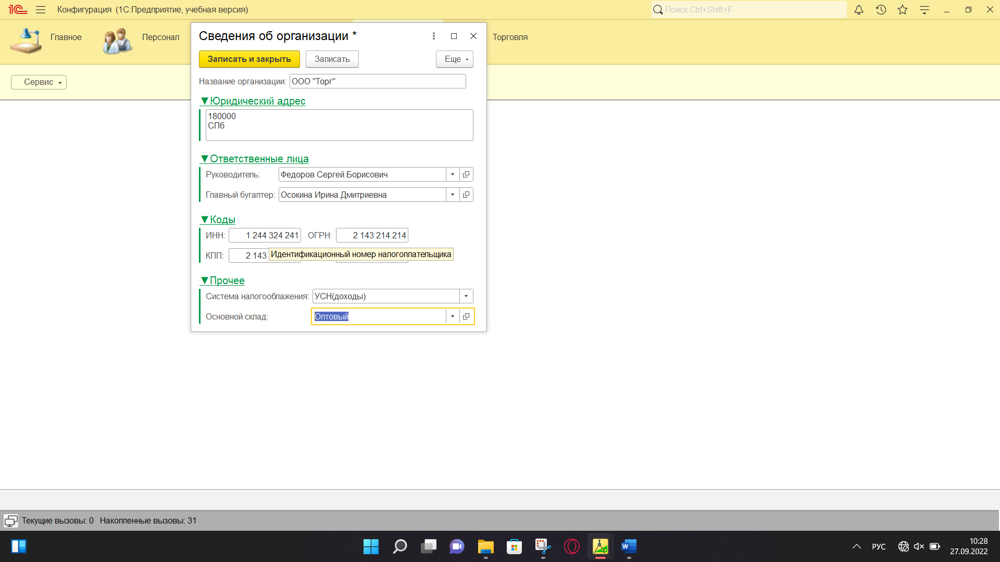 1С Конфигурация (1С:Предприятие, учебная версия)
Поиск Ctrl+Shift+F
Главное
Персонал
Торговля
Сервис
Сведения об организации *
Записать и закрыть
Записать
Еще
Название организации: ООО "Торг"
Юридический адрес
180000
СПб
Ответственные лица
Руководитель: Федоров Сергей Борисович
Главный бугалтер: Осокина Ирина Дмитриевна
Коды
ИНН: 1 244 324 241 ОГРН: 2 143 214 214
КПП: 2 143
Идентификационный номер налогоплательщика
Прочее
Система налогооблажения: УСН(доходы)
Основной склад: Оптовый
Текущие вызовы: 0 Накопленные вызовы: 31
W
РУС
10:28
27.09.2022